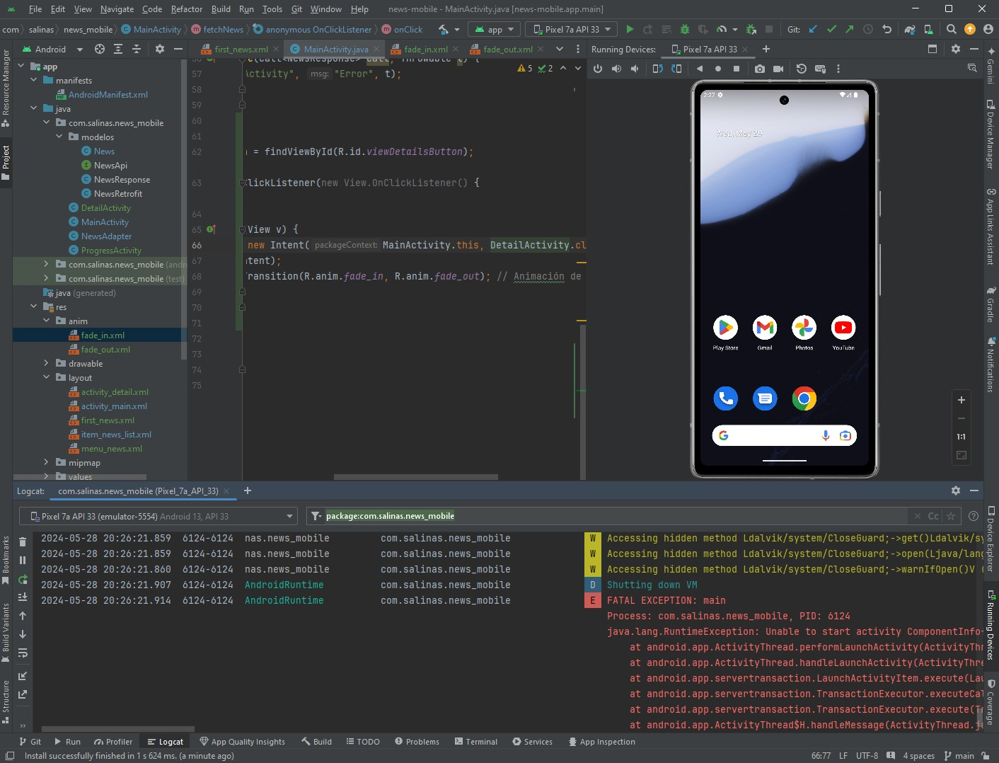 File Edit View Navigate Code Refactor Build Run Tools Git Window Help news-mobile - MainActivity.java [news-mobile.app.main]
com salinas news_mobile MainActivity fetchNews anonymous OnClickListener onClick app Pixel 7a API 33 Git:
Android
first_news.xml MainActivity.java fade_in.xml fade_out.xml
Running Devices: Pixel 7a API 33
Resource Manager
Project
Bookmarks
Build Variants
Structure
app
manifests
AndroidManifest.xml
java
com.salinas.news_mobile
modelos
News
NewsApi
NewsResponse
NewsRetrofit
DetailActivity
MainActivity
NewsAdapter
ProgressActivity
com.salinas.news_mobile (andr
com.salinas.news_mobile (test)
java (generated)
res
anim
fade_in.xml
fade_out.xml
drawable
layout
activity_detail.xml
activity_main.xml
first_news.xml
item_news_list.xml
menu_news.xml
mipmap
values
5 2
57 Activity", msg: "Error", t);
58
59
60
61
62 = findViewById(R.id.viewDetailsButton);
63 lickListener(new View.OnClickListener() {
64
65 View v) {
66 new Intent( packageContext: MainActivity.this, DetailActivity.cl
67 tent);
68 ransition(R.anim.fade_in, R.anim.fade_out); // Animación de
69
70
71
72
73
74
75
2:27
Wed, May 29
Play Store Gmail Photos YouTube
1:1
Gemini
Device Manager
App Links Assistant
Gradle
Notifications
Device Explorer
Running Devices
Coverage
Logcat: com.salinas.news_mobile (Pixel_7a_API_33)
Pixel 7a API 33 (emulator-5554) Android 13, API 33 package:com.salinas.news_mobile Cc
2024-05-28 20:26:21.859 6124-6124 nas.news_mobile com.salinas.news_mobile W Accessing hidden method Ldalvik/system/CloseGuard;->get()Ldalvik/sy
2024-05-28 20:26:21.859 6124-6124 nas.news_mobile com.salinas.news_mobile W Accessing hidden method Ldalvik/system/CloseGuard;->open(Ljava/lan
2024-05-28 20:26:21.860 6124-6124 nas.news_mobile com.salinas.news_mobile W Accessing hidden method Ldalvik/system/CloseGuard;->warnIfOpen()V
2024-05-28 20:26:21.907 6124-6124 AndroidRuntime com.salinas.news_mobile D Shutting down VM
2024-05-28 20:26:21.914 6124-6124 AndroidRuntime com.salinas.news_mobile E FATAL EXCEPTION: main
Process: com.salinas.news_mobile, PID: 6124
java.lang.RuntimeException: Unable to start activity ComponentInfo
at android.app.ActivityThread.performLaunchActivity(ActivityThr
at android.app.ActivityThread.handleLaunchActivity(ActivityThre
at android.app.servertransaction.LaunchActivityItem.execute(Lau
at android.app.servertransaction.TransactionExecutor.executeCal
at android.app.servertransaction.TransactionExecutor.execute(T
at android.app.ActivityThread$H.handleMessage(ActivityThread.j
Git Run Profiler Logcat App Quality Insights Build TODO Problems Terminal Services App Inspection
Install successfully finished in 1 s 624 ms. (a minute ago) 66:77 LF UTF-8 4 spaces main